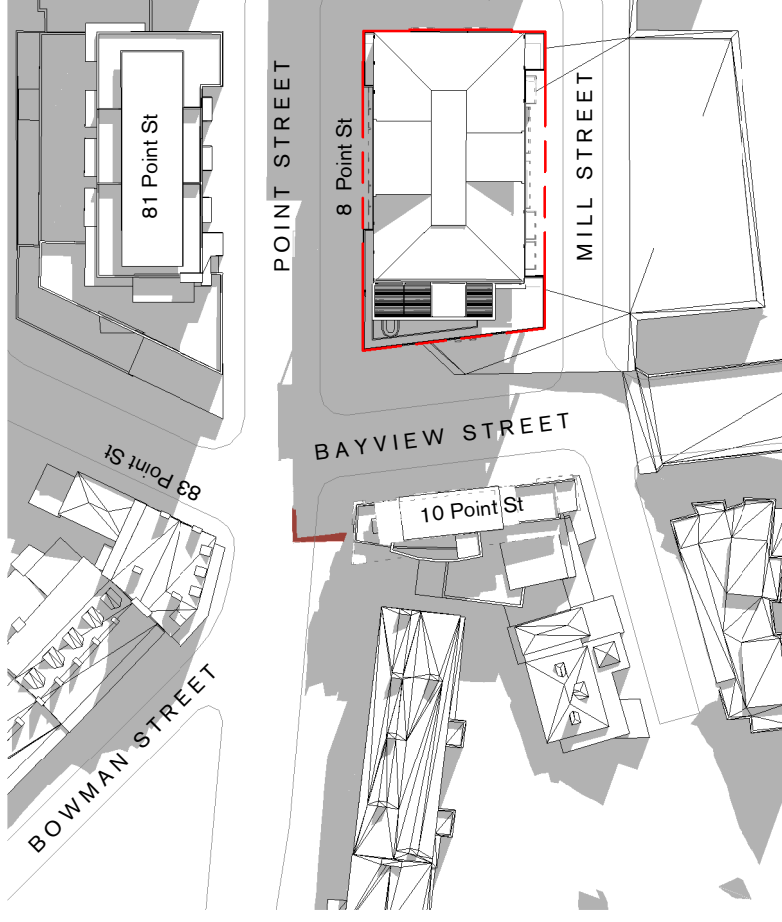 81 Point St
POINT STREET
8 Point St
MILL STREET
BAYVIEW STREET
83 Point St
10 Point St
BOWMAN STREET